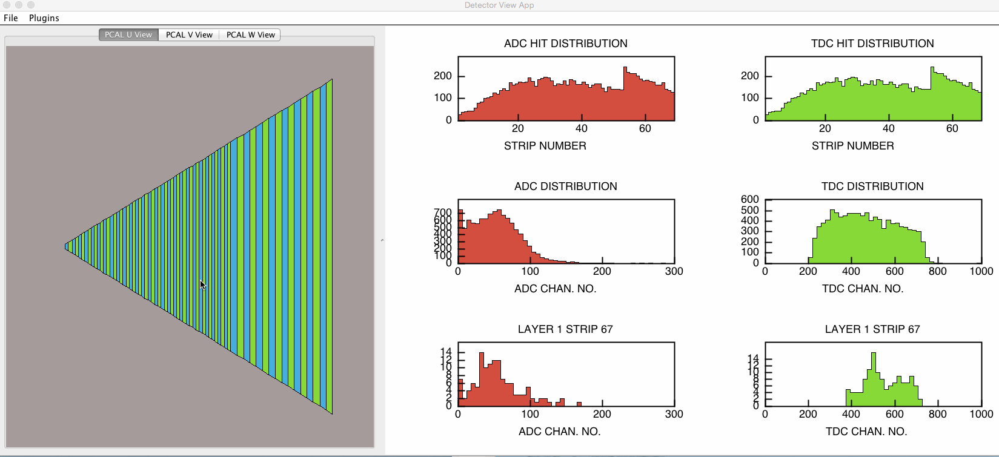 Detector View App
File Plugins
PCAL U View PCAL V View PCAL W View
ADC HIT DISTRIBUTION
200
100
0
20 40 60
STRIP NUMBER
TDC HIT DISTRIBUTION
200
100
0
20 40 60
STRIP NUMBER
ADC DISTRIBUTION
700
600
500
400
300
200
100
0
0 100 200 300
ADC CHAN. NO.
TDC DISTRIBUTION
600
500
400
300
200
100
0
0 200 400 600 800 1000
TDC CHAN. NO.
LAYER 1 STRIP 67
14
12
10
8
6
4
2
0
0 100 200 300
ADC CHAN. NO.
LAYER 1 STRIP 67
14
12
10
8
6
4
2
0
0 200 400 600 800 1000
TDC CHAN. NO.